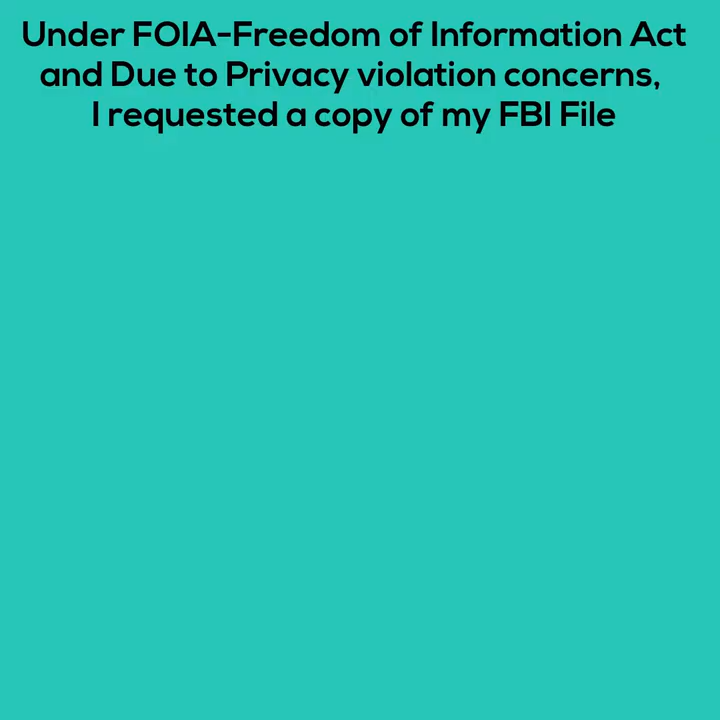 Under FOIA-Freedom of Information Act
and Due to Privacy violation concerns,
I requested a copy of my FBI File